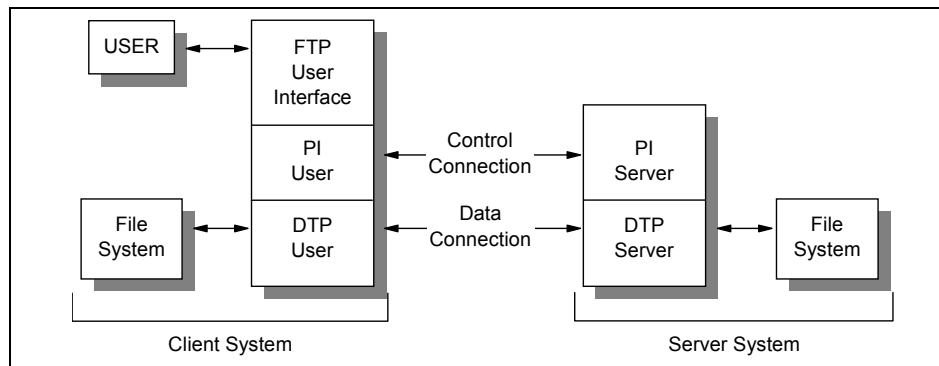 USER
FTP
User
Interface
PI
User
Control
Connection
PI
Server
File
System
DTP
User
Data
Connection
DTP
Server
File
System
Client System
Server System